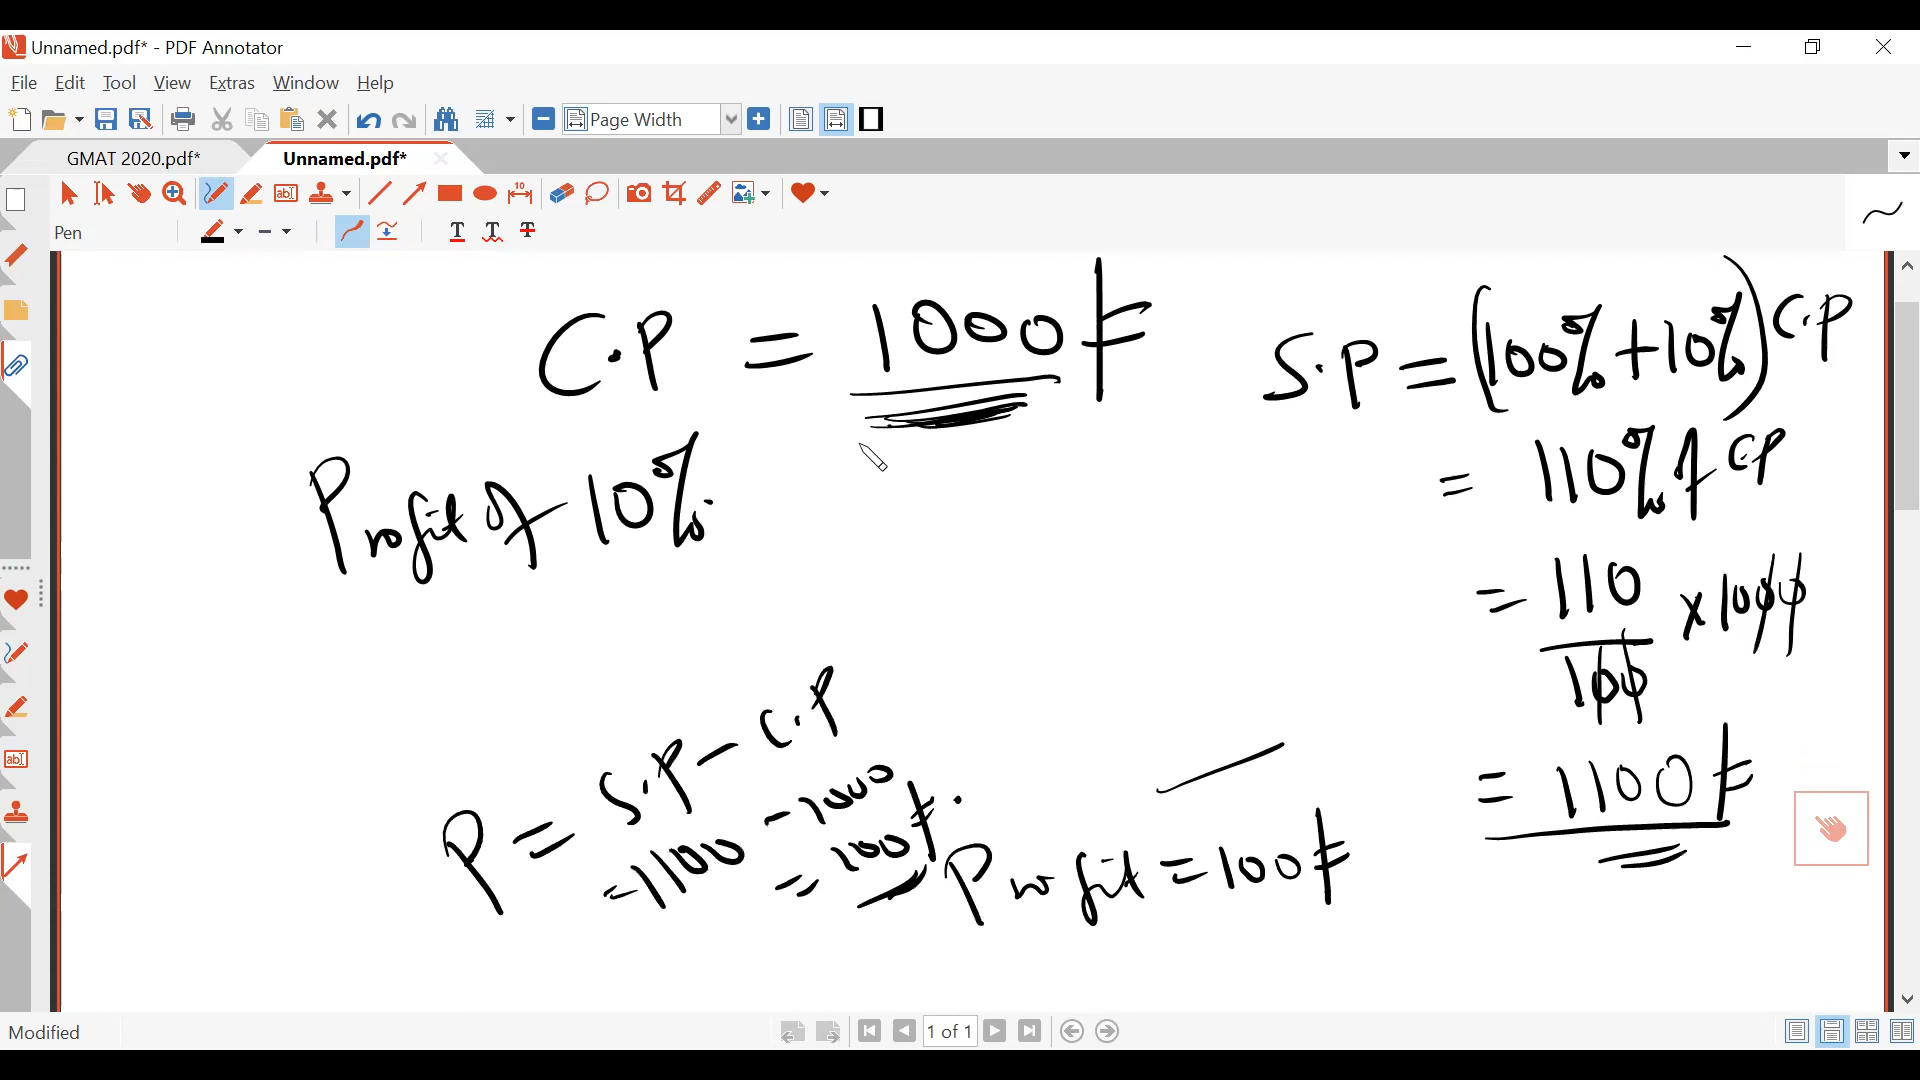 Unnamed.pdf* - PDF Annotator
File Edit Tool View Extras Window Help
Page Width
GMAT 2020.pdf*
Unnamed.pdf*
Pen
C.P = 1000 ₺
S.P = (100% + 10%) C.P
Profit of 10%.
= 110% of CP
= 110/100 × 1000
P = S.P - C.P
= 1100 - 1000
= 100 ₺.
= 1100 ₺
Profit = 100 ₺
Modified
1 of 1